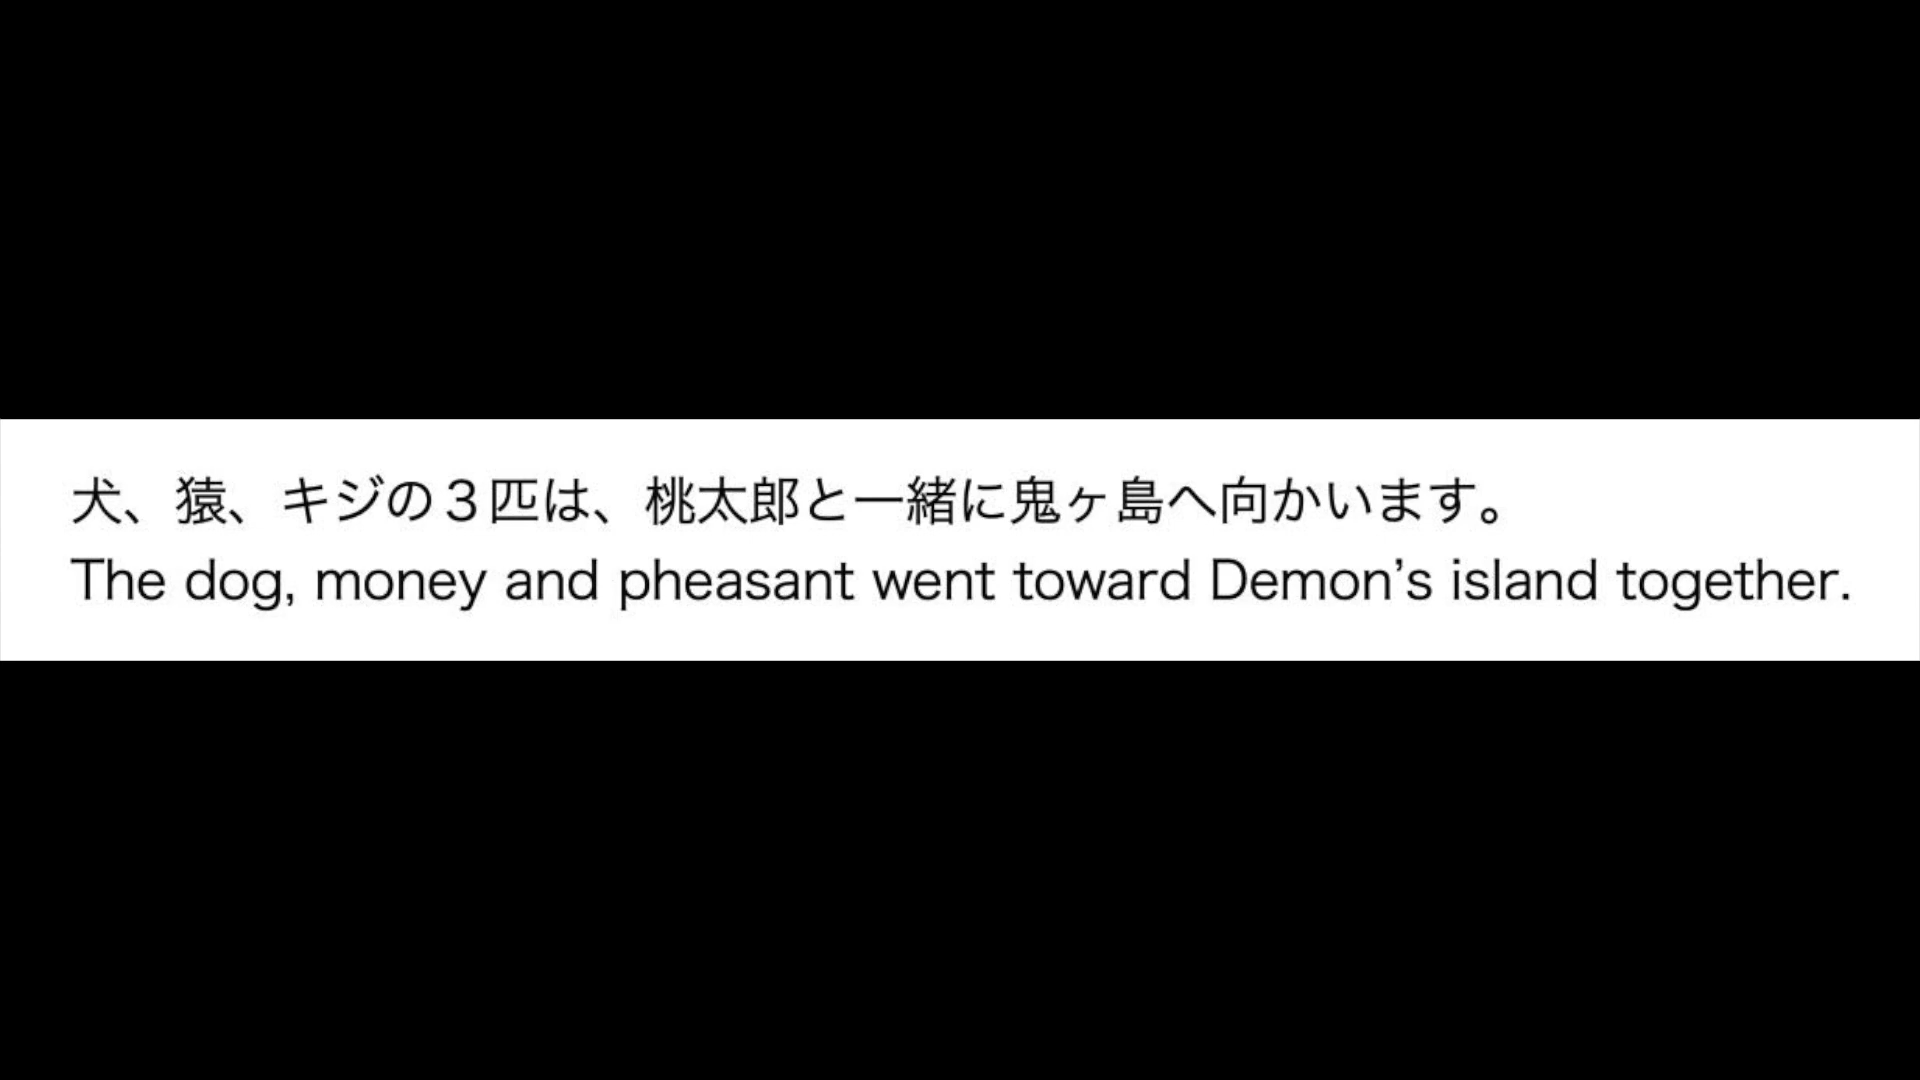 犬、猿、キジの３匹は、桃太郎と一緒に鬼ヶ島へ向かいます。
The dog, money and pheasant went toward Demon’s island together.